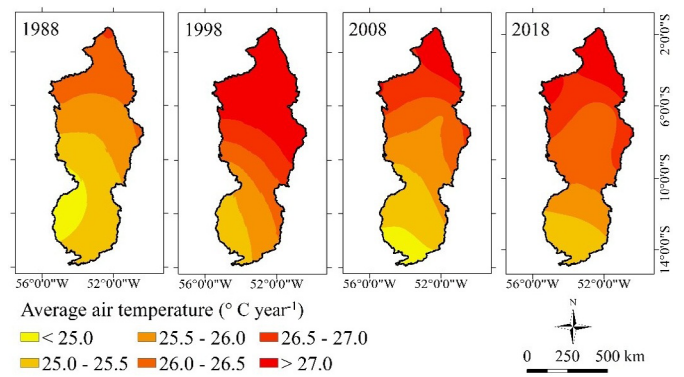 1988 1998 2008 2018
2°0'0"S
6°0'0"S
10°0'0"S
14°0'0"S
56°0'0"W 52°0'0"W 56°0'0"W 52°0'0"W 56°0'0"W 52°0'0"W 56°0'0"W 52°0'0"W
Average air temperature (° C year⁻¹)
< 25.0 25.5 - 26.0 26.5 - 27.0
25.0 - 25.5 26.0 - 26.5 > 27.0
N
W E
S
0 250 500 km